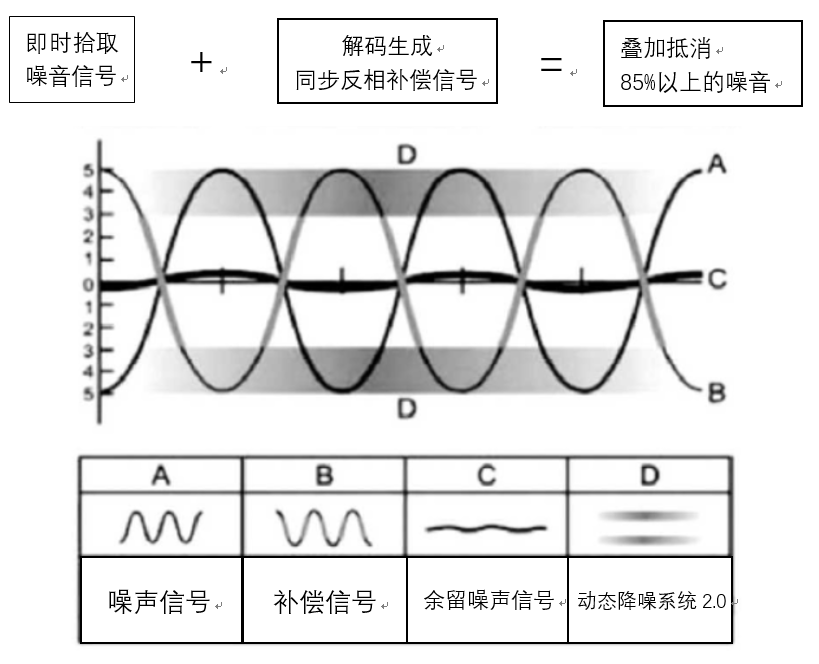 即时拾取
噪音信号
+
解码生成
同步反相补偿信号
=
叠加抵消
85%以上的噪音
D
5
4
3
2
1
0
1
2
3
4
5
A
C
B
D
A B C D
噪声信号 补偿信号 余留噪声信号 动态降噪系统 2.0